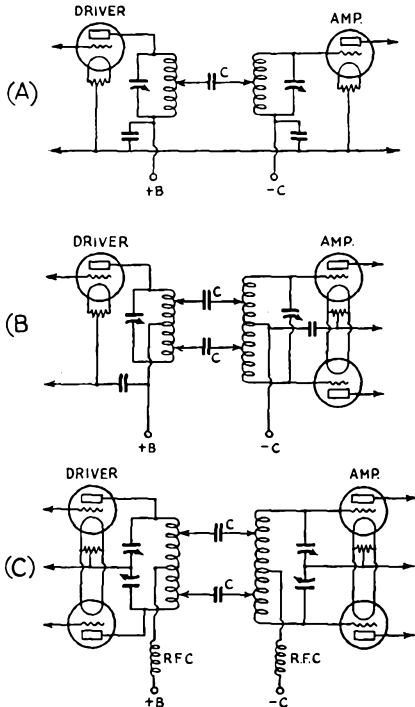 DRIVER AMP.
(A)
C
+B -C
DRIVER AMP.
(B)
C
C
+B -C
DRIVER AMP.
(C)
C
C
R.F.C R.F.C
+B -C